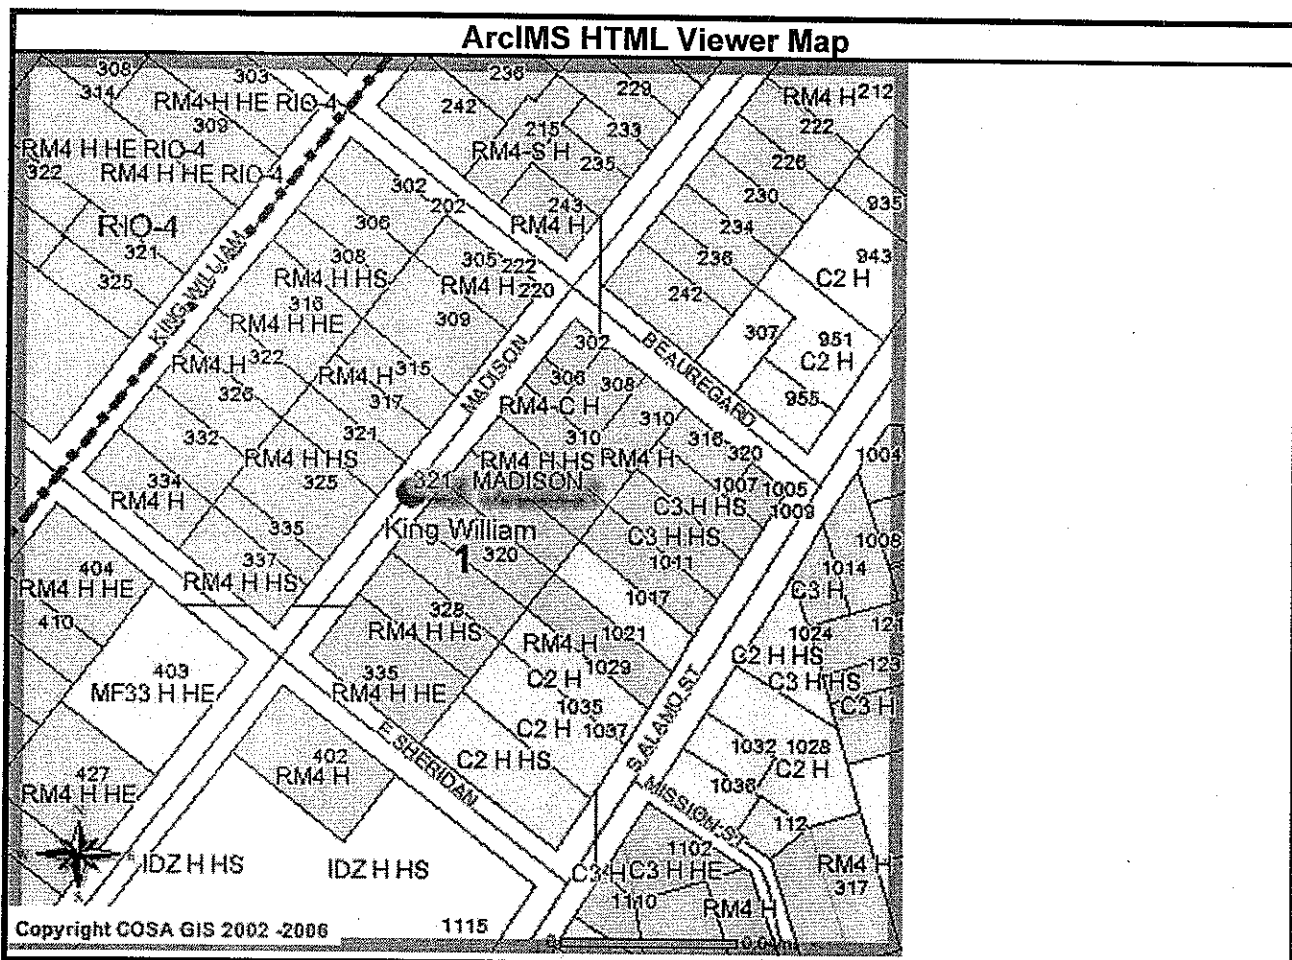 ArcIMS HTML Viewer Map
308
303
236
229
RM4 H 212
314
RM4 H HE RIO-4
242
309
215
233
222
RM4 H HE RIO-4
RM4-S H
235
226
322
RM4 H HE RIO-4
302
202
243
230
935
RIO-4
306
RM4 H
234
321
308
305
222
236
943
325
RM4 H HS
RM4 H
220
C2 H
KING WILLIAM
316
242
RM4 H HE
309
307
951
302
BEAUREGARD
C2 H
RM4 H
322
RM4 H
315
MADISON
306
308
955
326
317
RM4-C H
310
332
321
310
316
320
1004
RM4 H HS
RM4 H HS
RM4 H
334
325
321 MADISON
1007
1005
RM4 H
C3 H HS
1009
335
King William
C3 H HS
1008
404
337
1
320
1011
1014
RM4 H HE
RM4 H HS
C3 H
1017
410
328
121
RM4 H HS
RM4 H
1021
1024
C2 H HS
123
403
335
C2 H
1029
C3 H HS
MF33 H HE
RM4 H HE
1035
C3 H
C2 H
1037
S. ALAMO ST
E. SHERIDAN
1032
1028
402
C2 H HS
C2 H
427
RM4 H
1036
RM4 H HE
MISSION ST
112
1102
IDZ H HS
IDZ H HS
C3 H
C3 H HE
RM4 H
317
1110
RM4 H
Copyright COSA GIS 2002 -2006
1115
0